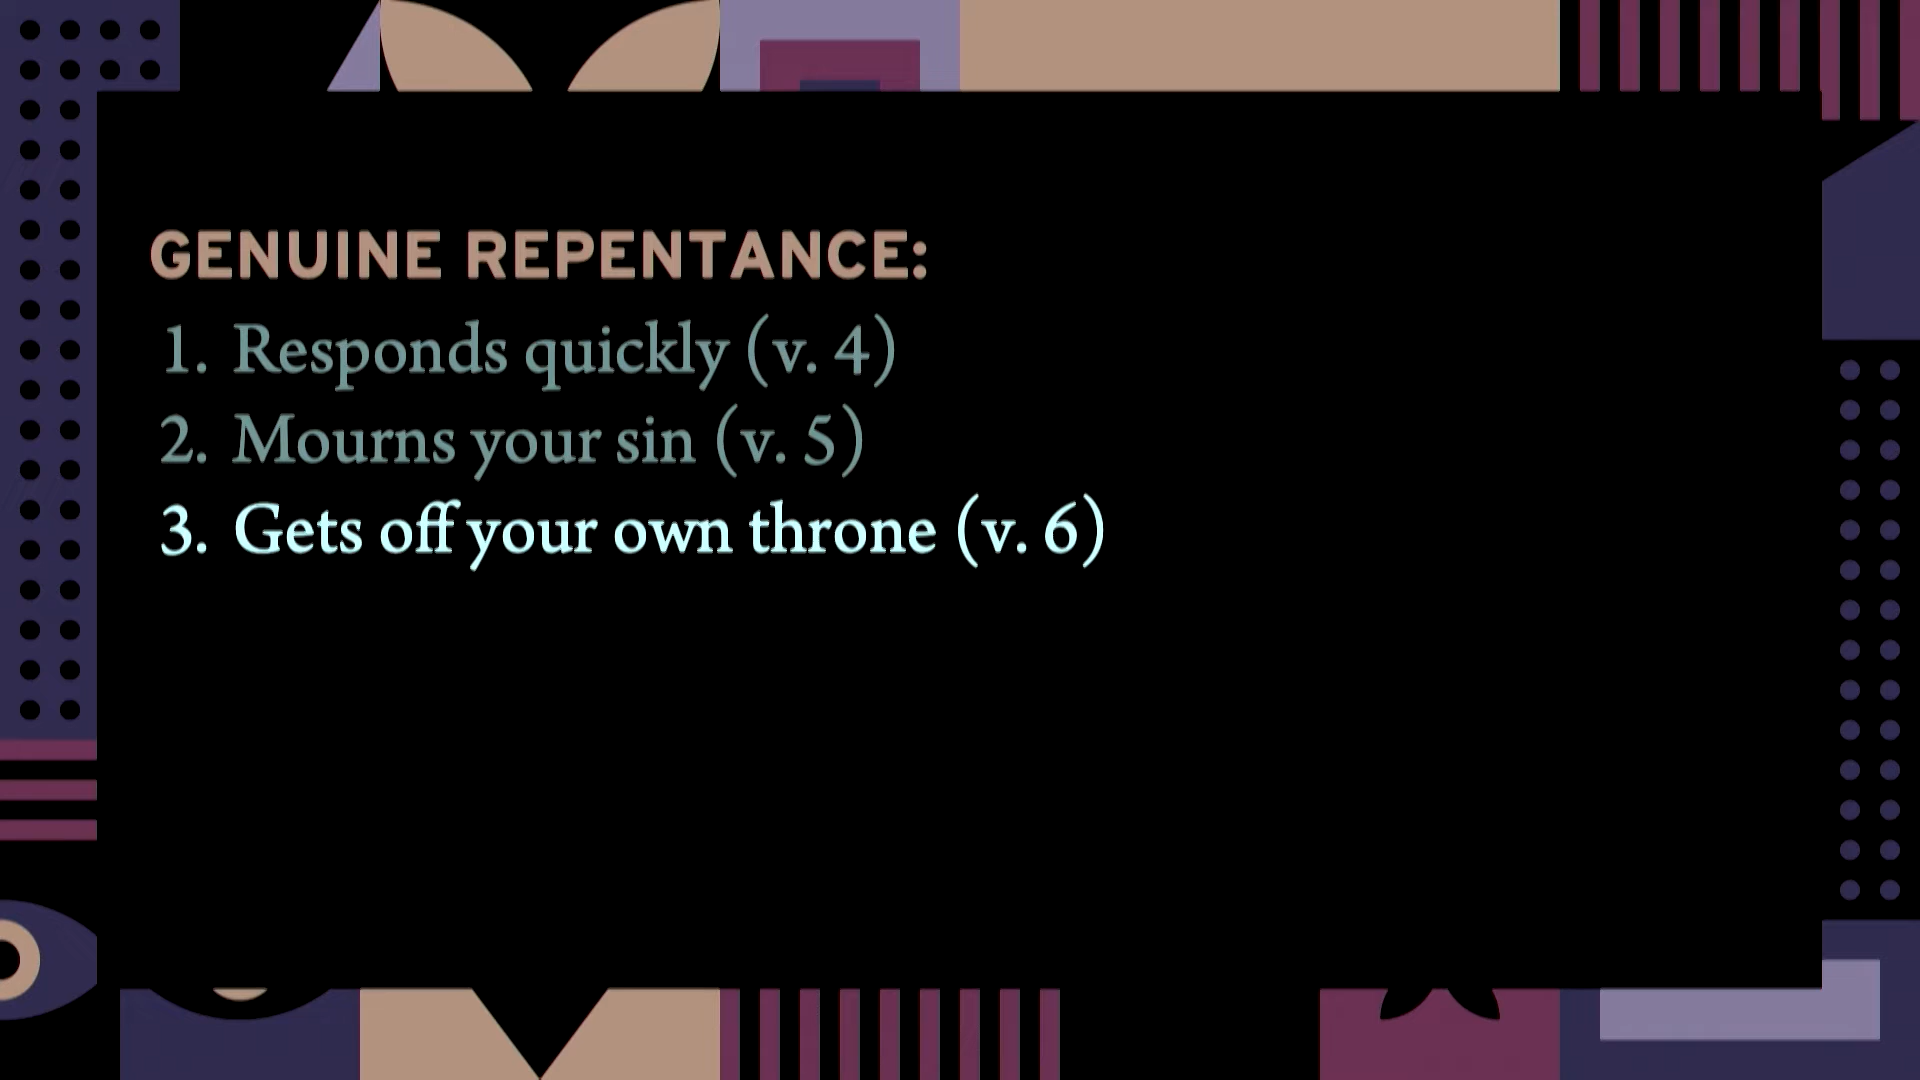 GENUINE REPENTANCE:
1. Responds quickly (v. 4)
2. Mourns your sin (v. 5)
3. Gets off your own throne (v. 6)